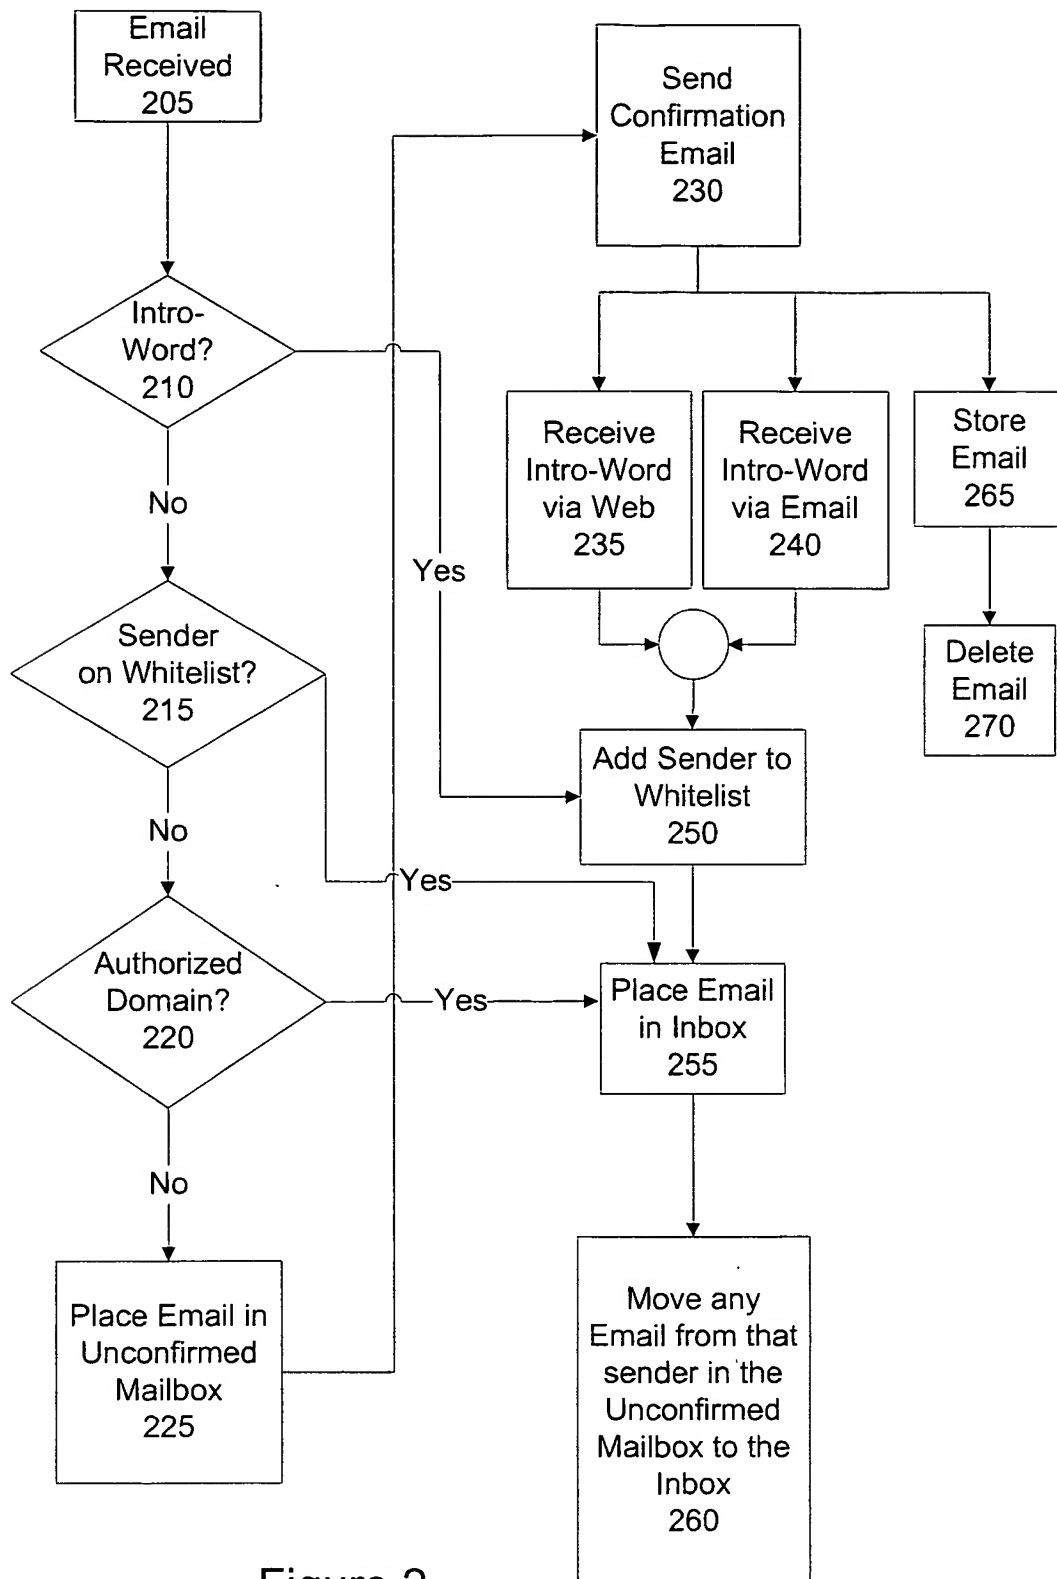 Email
Received
205
Send
Confirmation
Email
230
Intro-
Word?
210
No
Receive
Intro-Word
via Web
235
Receive
Intro-Word
via Email
240
Store
Email
265
Yes
Sender
on Whitelist?
215
Delete
Email
270
Add Sender to
Whitelist
250
No
Yes
Authorized
Domain?
220
Yes
Place Email
in Inbox
255
No
Place Email in
Unconfirmed
Mailbox
225
Move any
Email from that
sender in the
Unconfirmed
Mailbox to the
Inbox
260